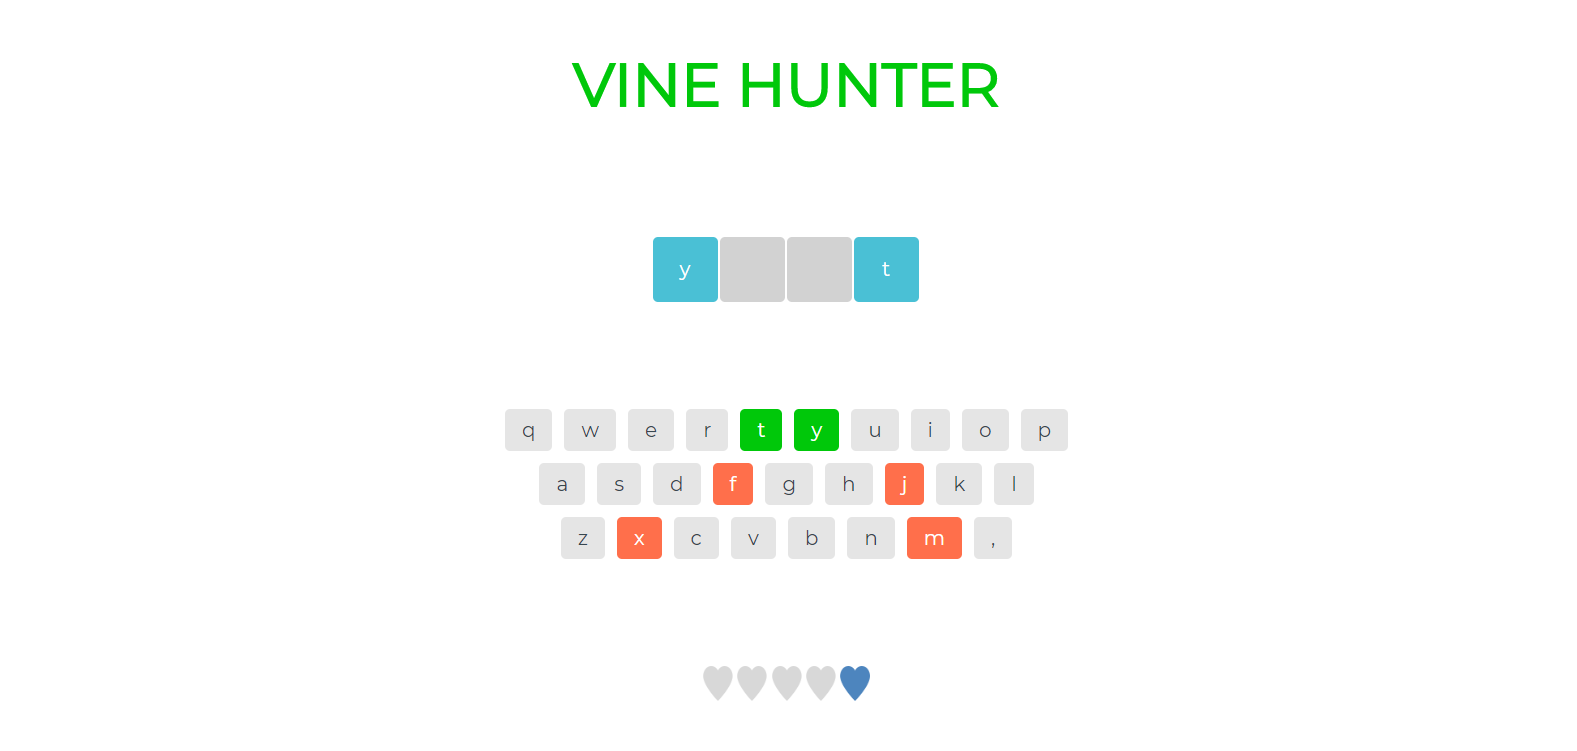 VINE HUNTER
y t
q w e r t y u i o p
a s d f g h j k l
z x c v b n m ,